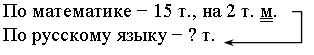 По математике − 15 т., на 2 т. м.
По русскому языку − ? т.